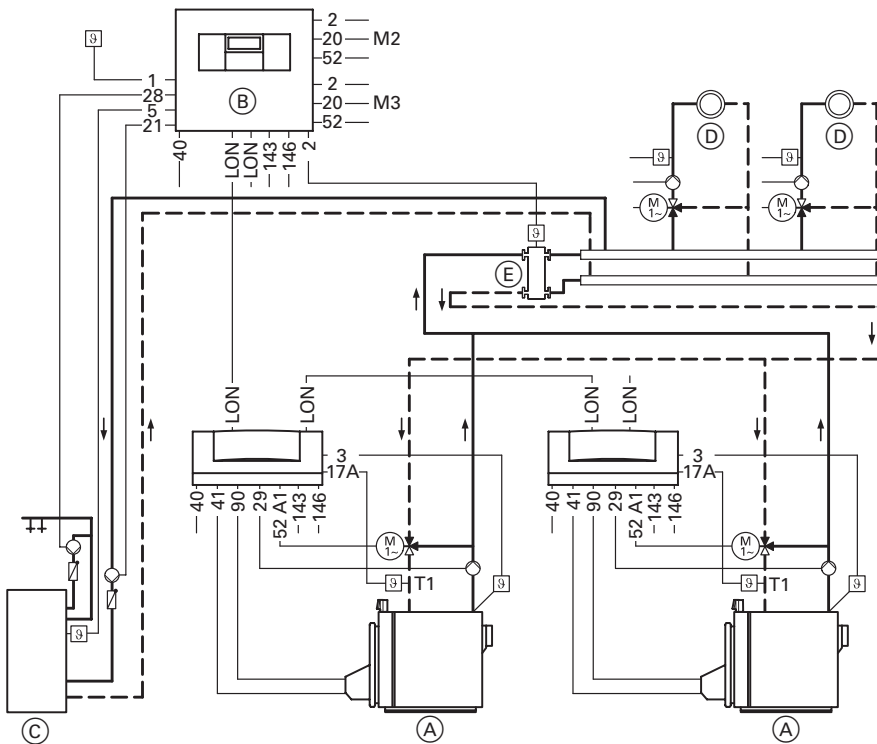 2
ϑ
20 M2
52
1
28
2
5
B
20 M3
21
52
40
LON
LON
143
146
2
D
D
ϑ
ϑ
M
1~
M
1~
ϑ
E
LON
LON
LON
LON
3
17A
3
17A
40
41
90
29
52 A1
143
146
40
41
90
29
52 A1
143
146
M
1~
M
1~
ϑ T1
ϑ
ϑ T1
ϑ
ϑ
C
A
A